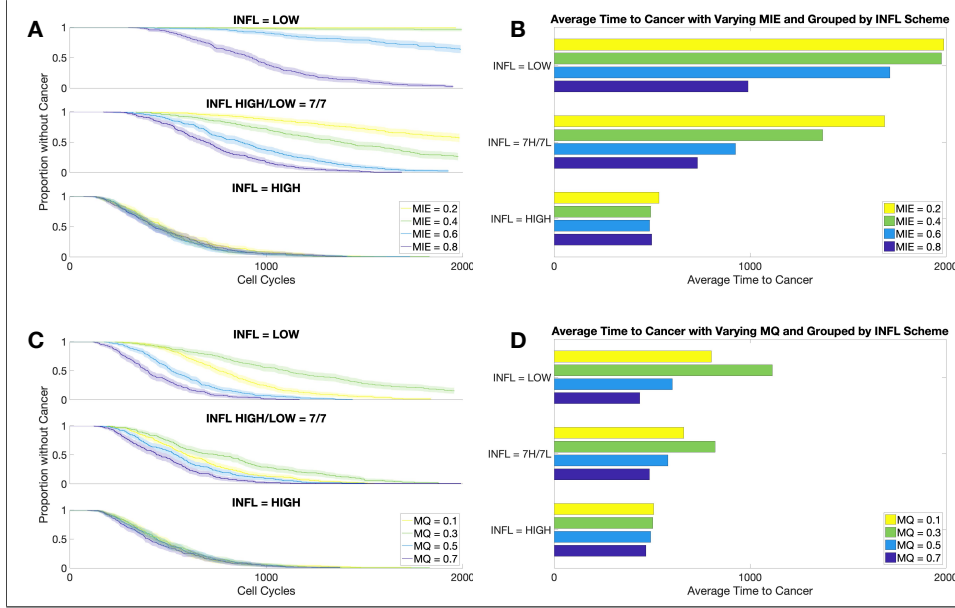 A
INFL = LOW
1
0.5
0
INFL HIGH/LOW = 7/7
1
0.5
0
INFL = HIGH
1
0.5
0
Proportion without Cancer
MIE = 0.2
MIE = 0.4
MIE = 0.6
MIE = 0.8
0
1000
2000
Cell Cycles
B
Average Time to Cancer with Varying MIE and Grouped by INFL Scheme
INFL = LOW
INFL = 7H/7L
INFL = HIGH
MIE = 0.2
MIE = 0.4
MIE = 0.6
MIE = 0.8
0
1000
2000
Average Time to Cancer
C
INFL = LOW
1
0.5
0
INFL HIGH/LOW = 7/7
1
0.5
0
INFL = HIGH
1
0.5
0
Proportion without Cancer
MQ = 0.1
MQ = 0.3
MQ = 0.5
MQ = 0.7
0
1000
2000
Cell Cycles
D
Average Time to Cancer with Varying MQ and Grouped by INFL Scheme
INFL = LOW
INFL = 7H/7L
INFL = HIGH
MQ = 0.1
MQ = 0.3
MQ = 0.5
MQ = 0.7
0
1000
2000
Average Time to Cancer